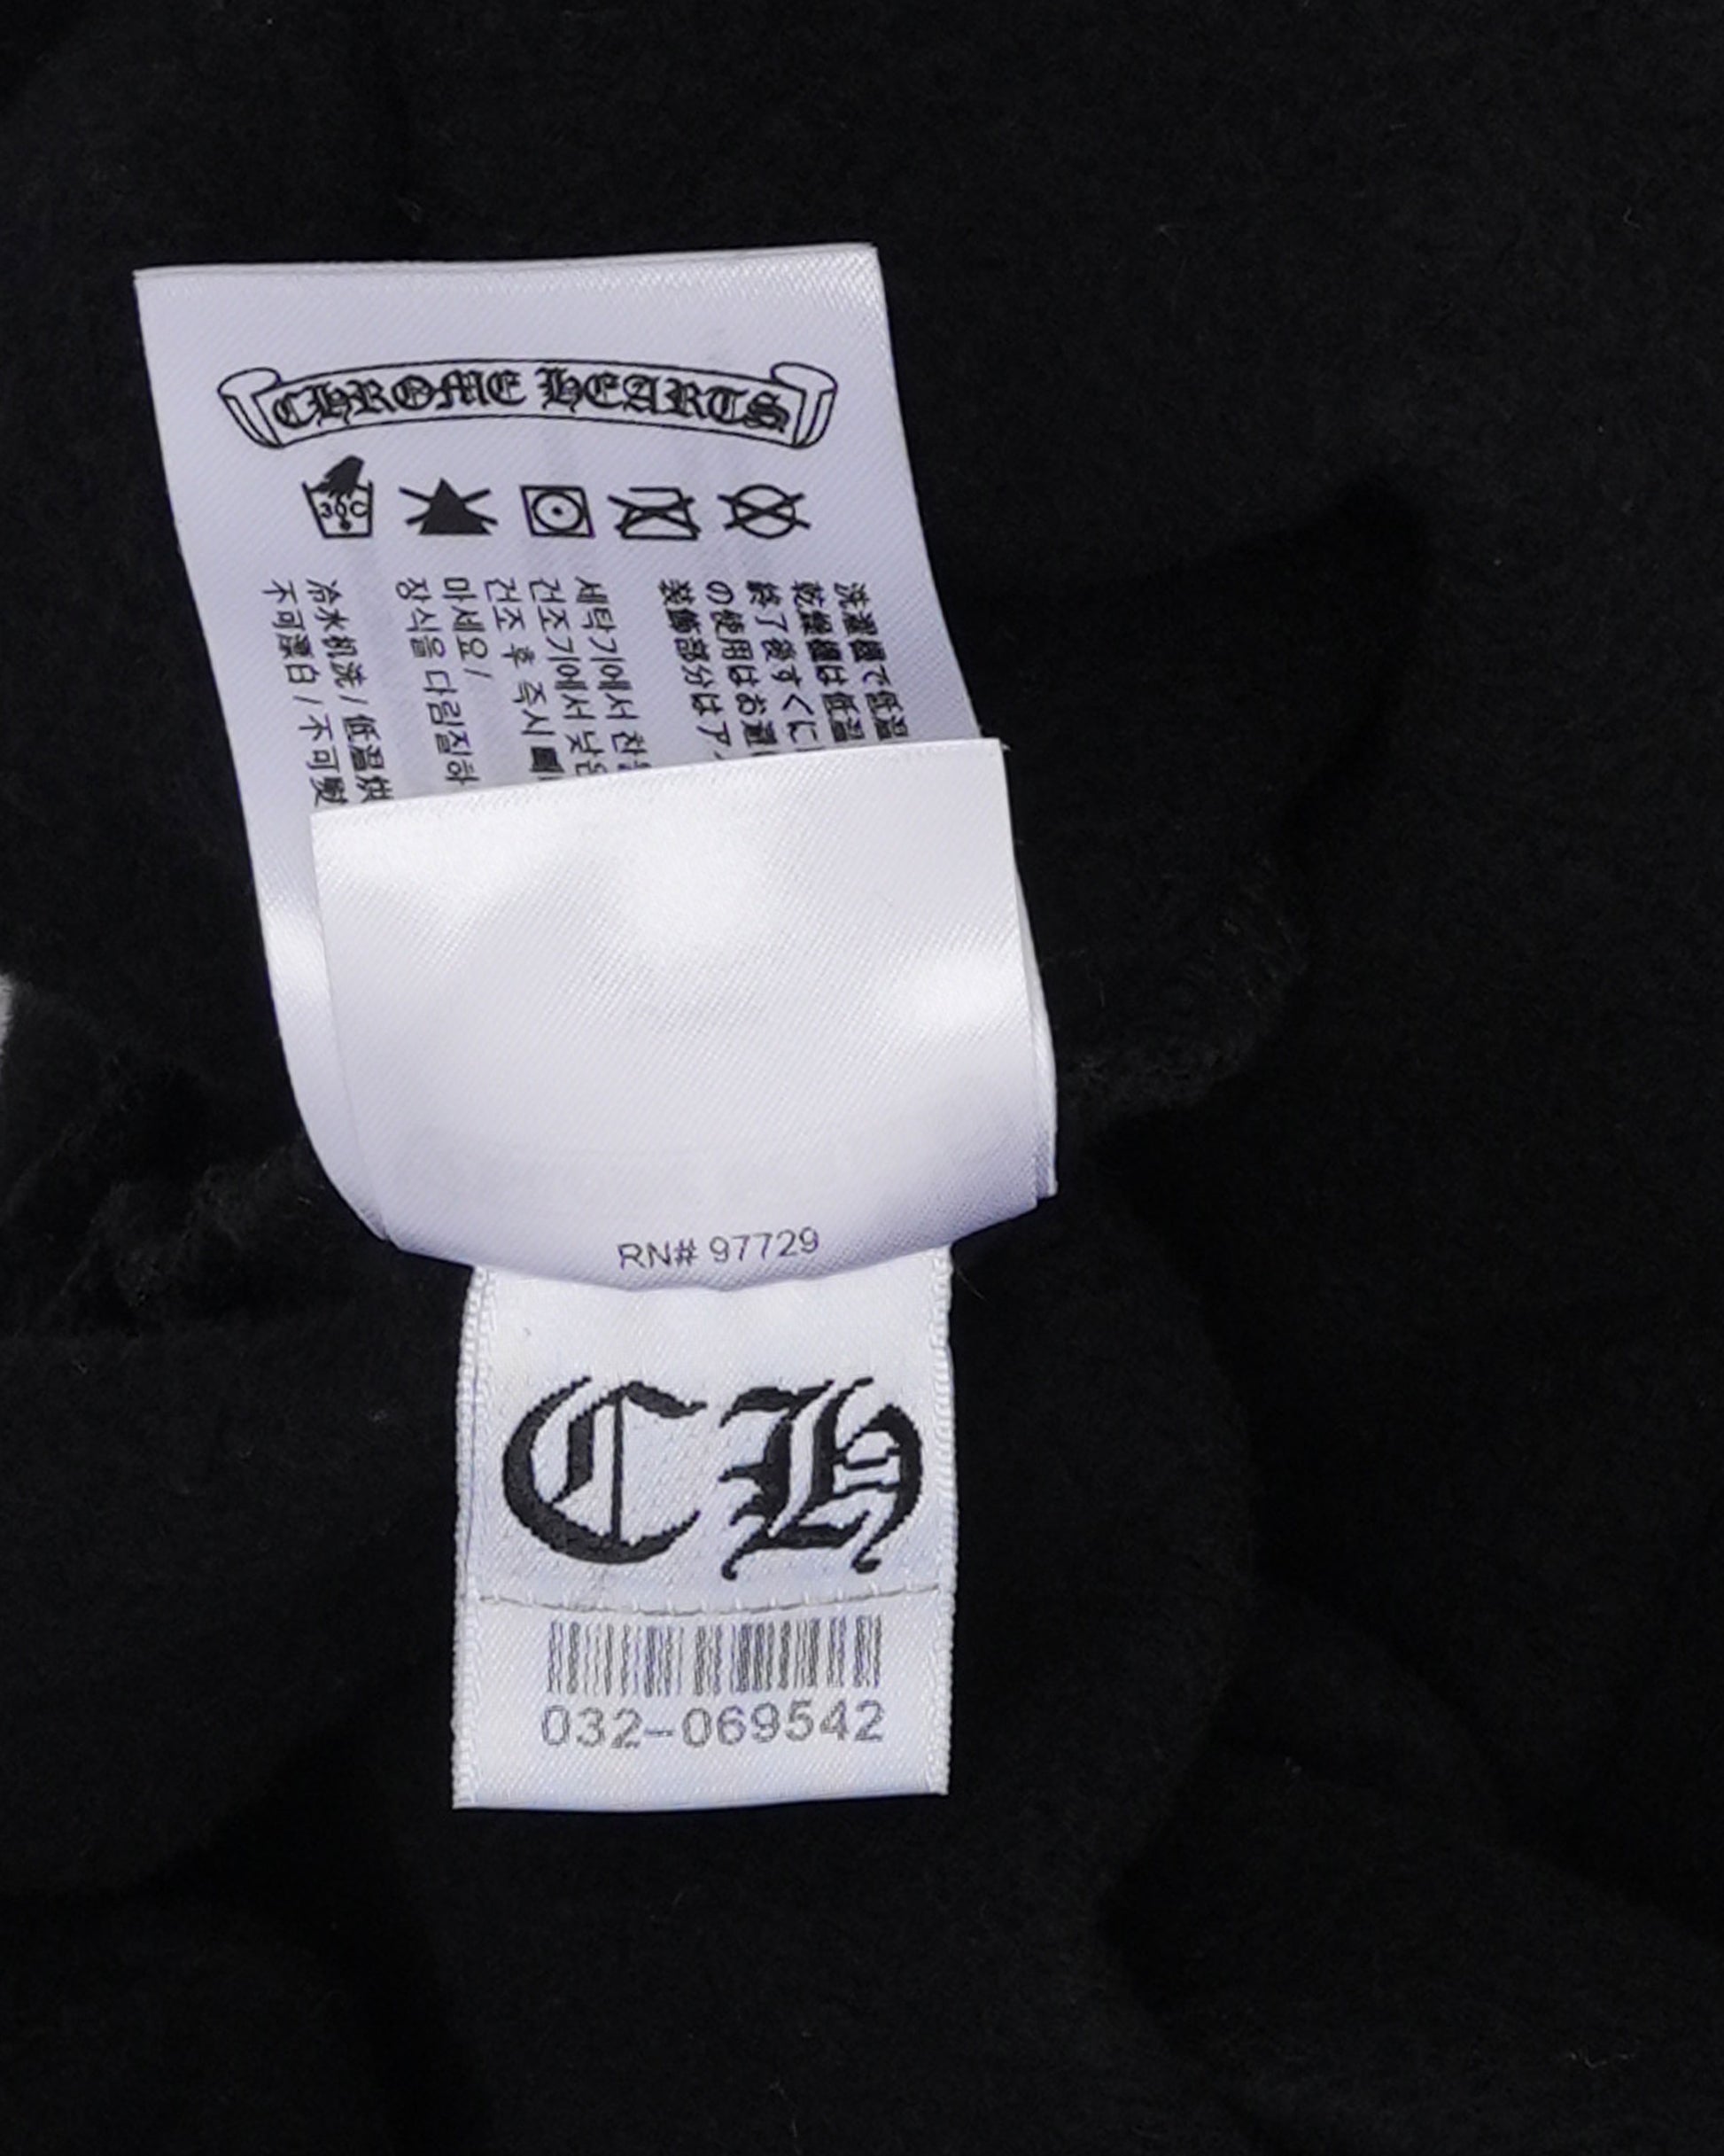 CHROME HEARTS
30C
洗濯機で低温
乾燥機は低温
終了後すぐに
の使用はお避
装飾部分はア
세탁기에서 찬
건조기에서 낮은
건조 후 즉시
마세요 /
장식을 다림질하
冷水机洗 / 低温烘
不可漂白 / 不可熨
RN# 97729
CH
032-069542